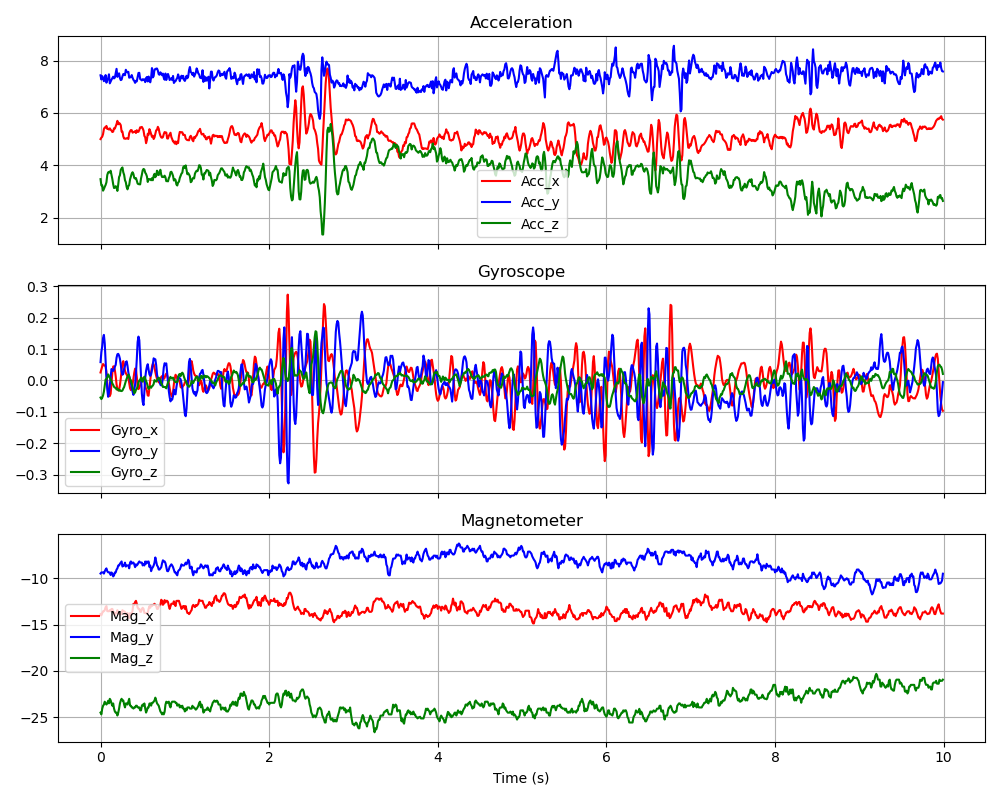 Acceleration
8
6
4
2
Acc_x
Acc_y
Acc_z
Gyroscope
0.3
0.2
0.1
0.0
−0.1
−0.2
−0.3
Gyro_x
Gyro_y
Gyro_z
Magnetometer
−10
−15
−20
−25
Mag_x
Mag_y
Mag_z
0 2 4 6 8 10
Time (s)